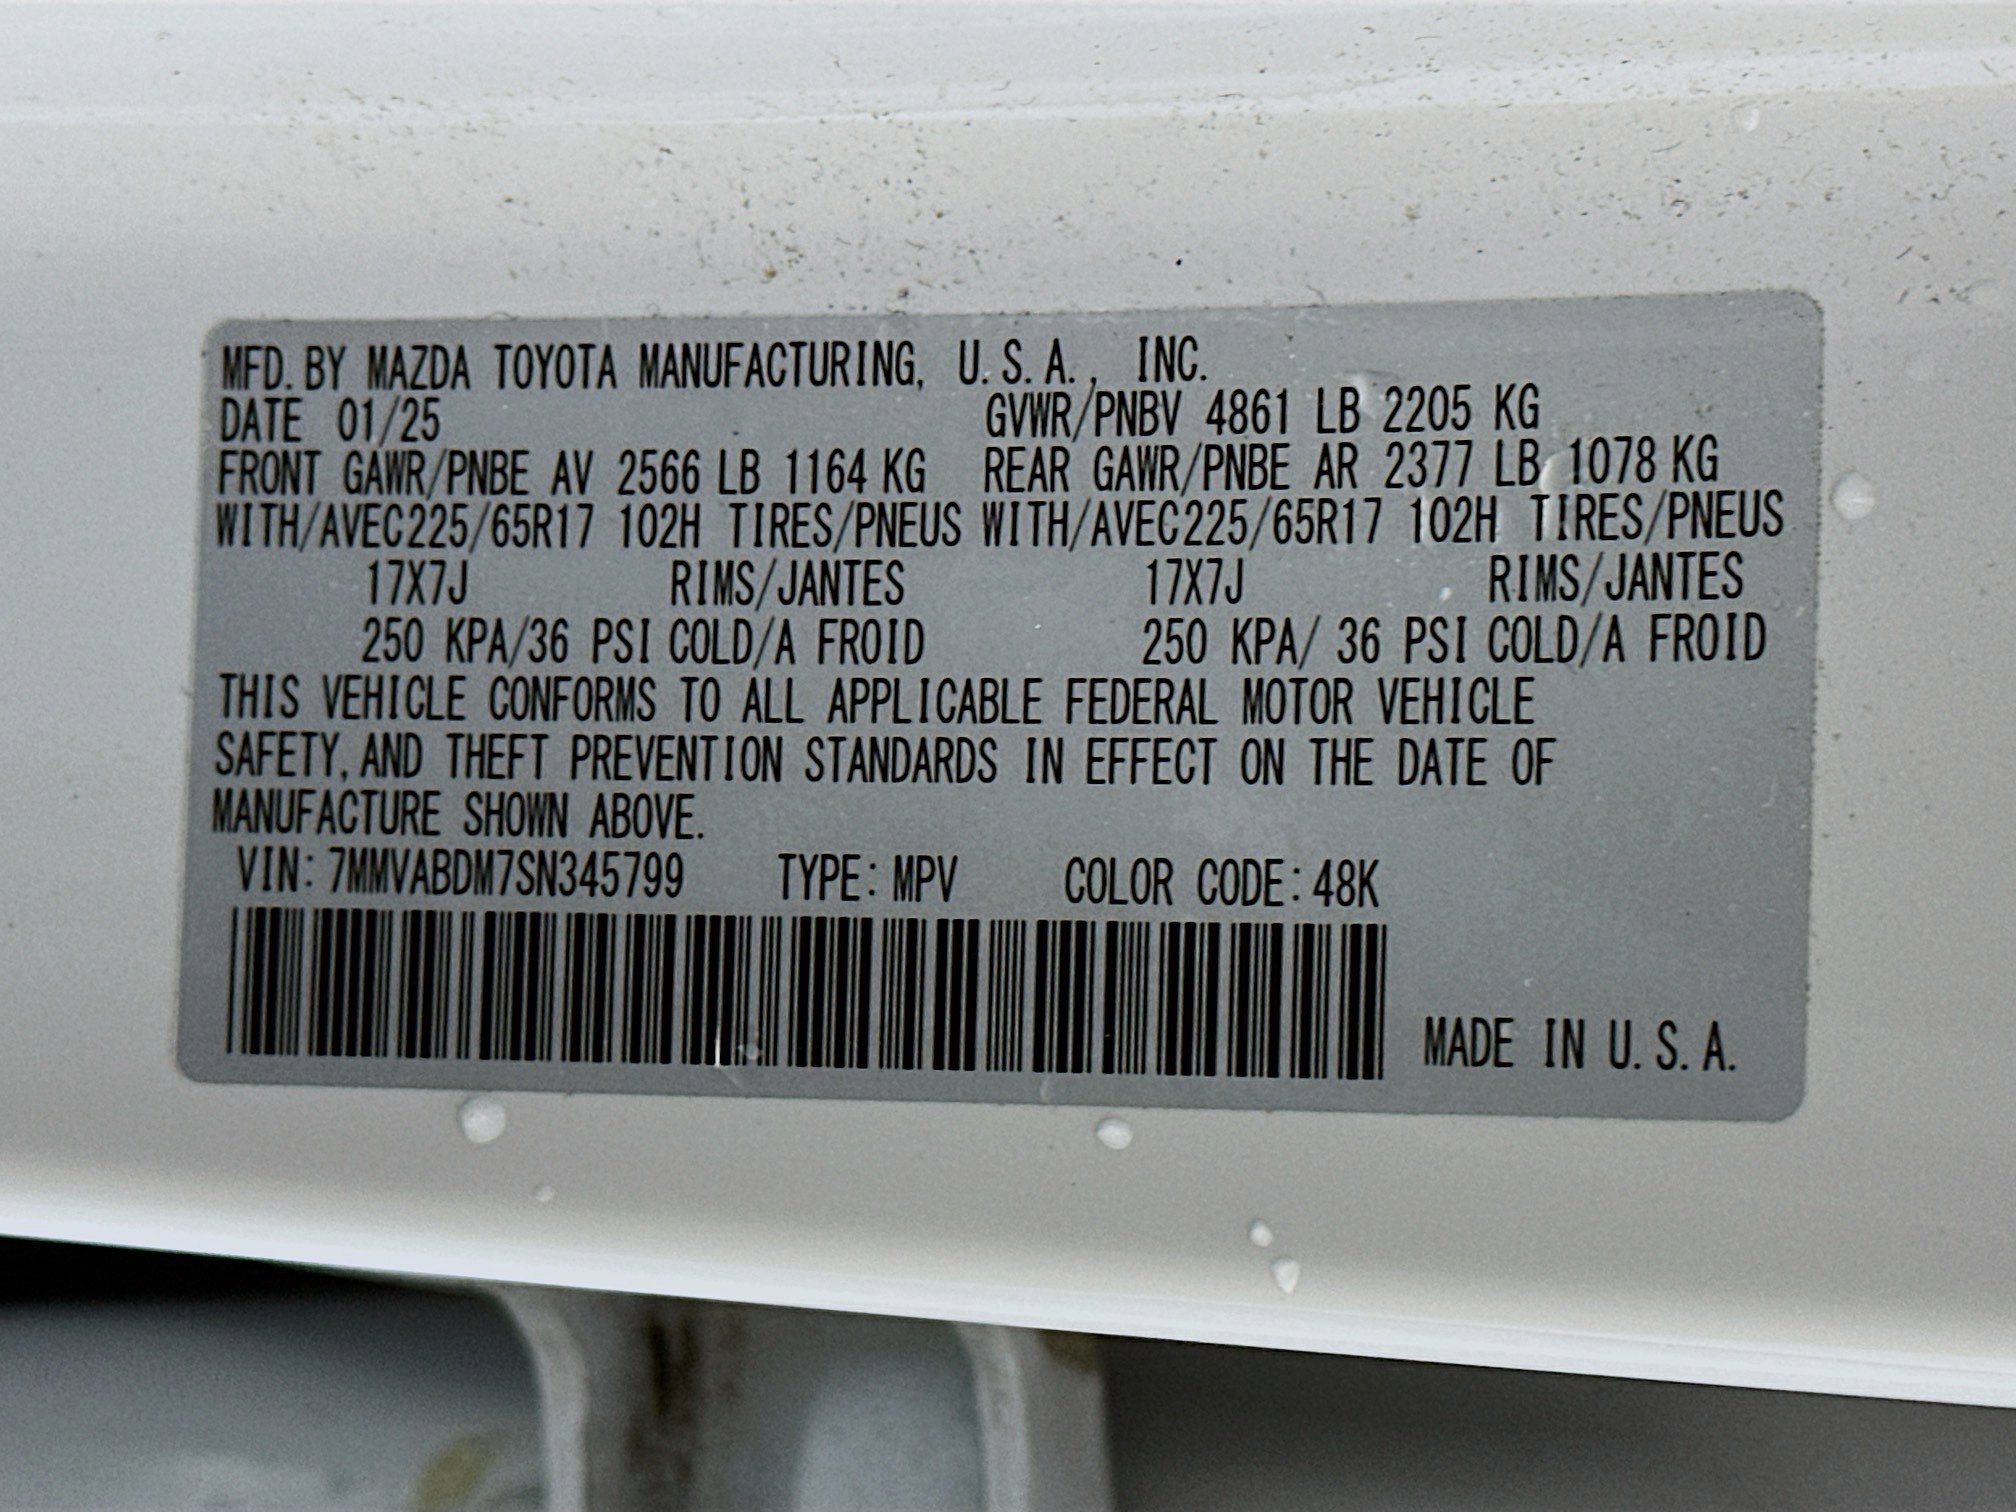 MFD. BY MAZDA TOYOTA MANUFACTURING, U.S.A., INC.
DATE 01/25 GVWR/PNBV 4861 LB 2205 KG
FRONT GAWR/PNBE AV 2566 LB 1164 KG REAR GAWR/PNBE AR 2377 LB 1078 KG
WITH/AVEC225/65R17 102H TIRES/PNEUS WITH/AVEC225/65R17 102H TIRES/PNEUS
17X7J RIMS/JANTES 17X7J RIMS/JANTES
250 KPA/36 PSI COLD/A FROID 250 KPA/ 36 PSI COLD/A FROID
THIS VEHICLE CONFORMS TO ALL APPLICABLE FEDERAL MOTOR VEHICLE
SAFETY, AND THEFT PREVENTION STANDARDS IN EFFECT ON THE DATE OF
MANUFACTURE SHOWN ABOVE.
VIN: 7MMVABDM7SN345799 TYPE: MPV COLOR CODE: 48K
MADE IN U.S.A.